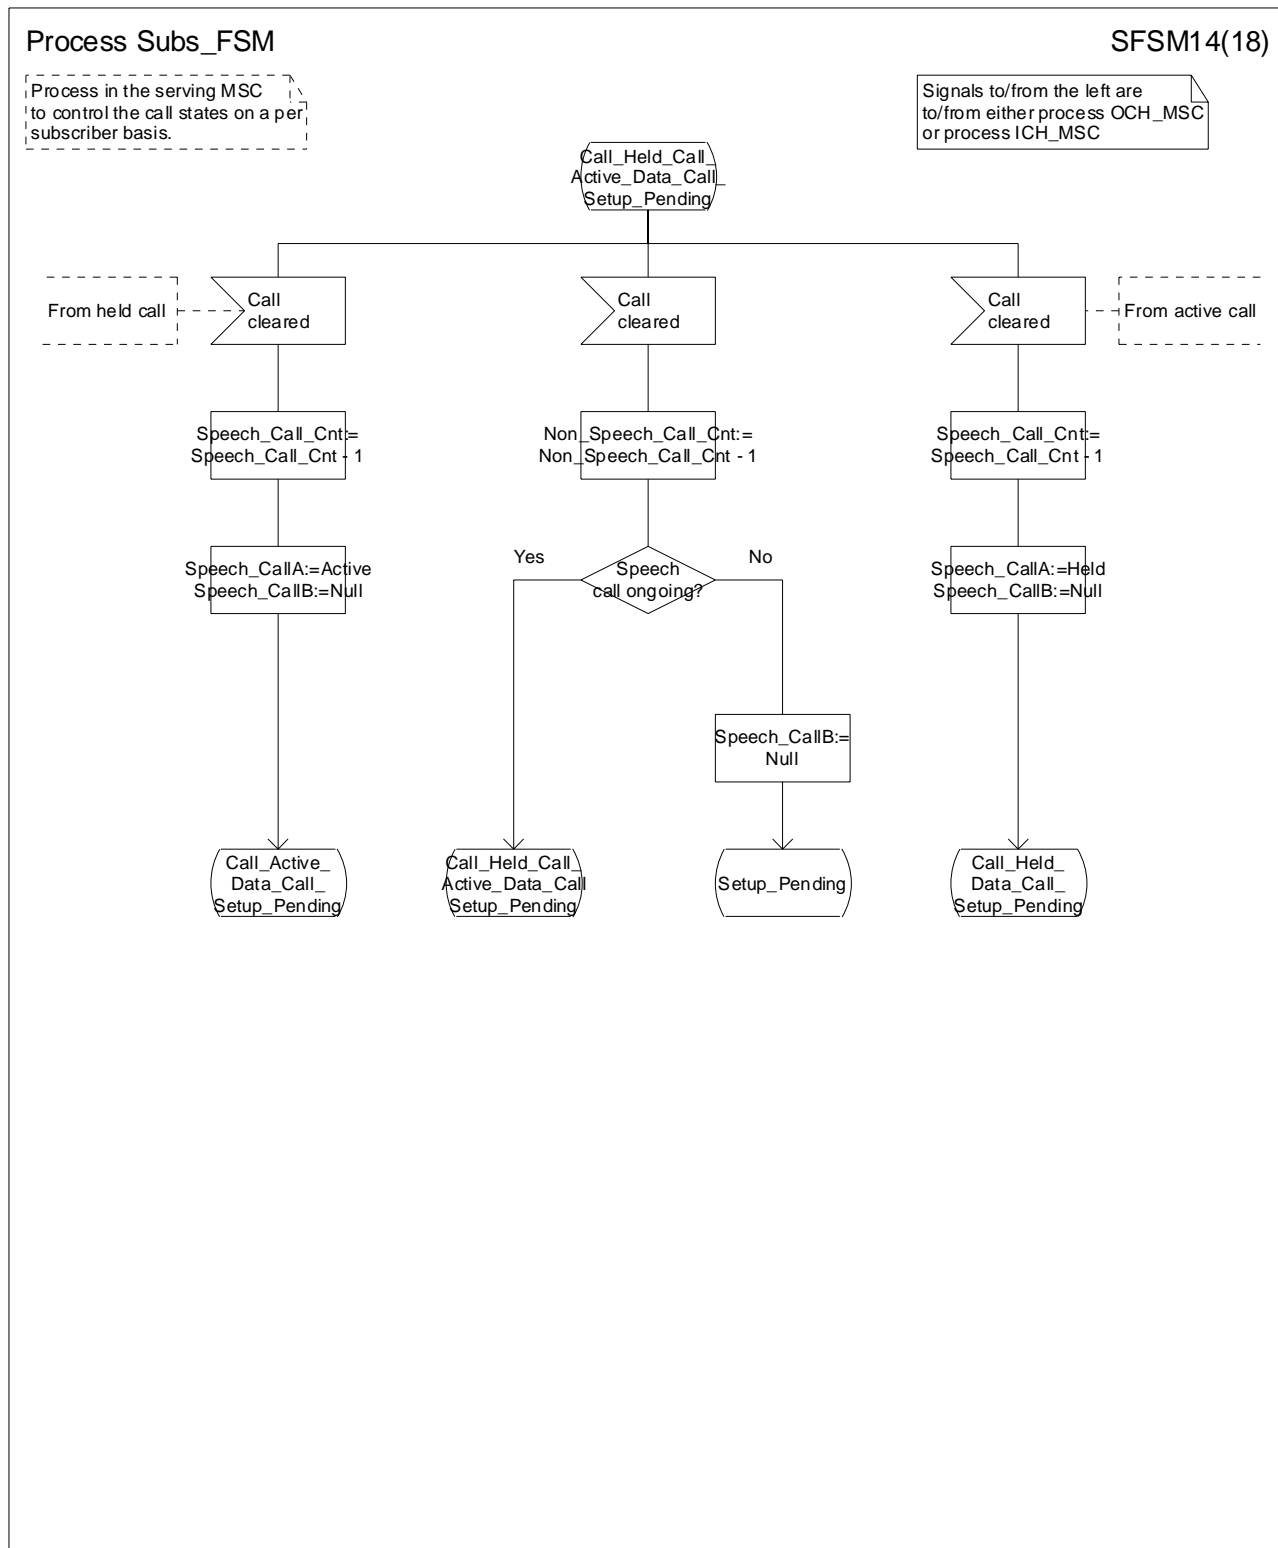 Process Subs_FSM
SFSM14(18)
Process in the serving MSC
to control the call states on a per
subscriber basis.
Signals to/from the left are
to/from either process OCH_MSC
or process ICH_MSC
Call_Held_Call_
Active_Data_Call_
Setup_Pending
From held call
Call
cleared
Call
cleared
Call
cleared
From active call
Speech_Call_Cnt:=
Speech_Call_Cnt - 1
Non_Speech_Call_Cnt:=
Non_Speech_Call_Cnt - 1
Speech_Call_Cnt:=
Speech_Call_Cnt - 1
Speech_CallA:=Active
Speech_CallB:=Null
Yes
Speech
call ongoing?
No
Speech_CallA:=Held
Speech_CallB:=Null
Speech_CallB:=
Null
Call_Active_
Data_Call_
Setup_Pending
Call_Held_Call_
Active_Data_Call
Setup_Pending
Setup_Pending
Call_Held_
Data_Call_
Setup_Pending